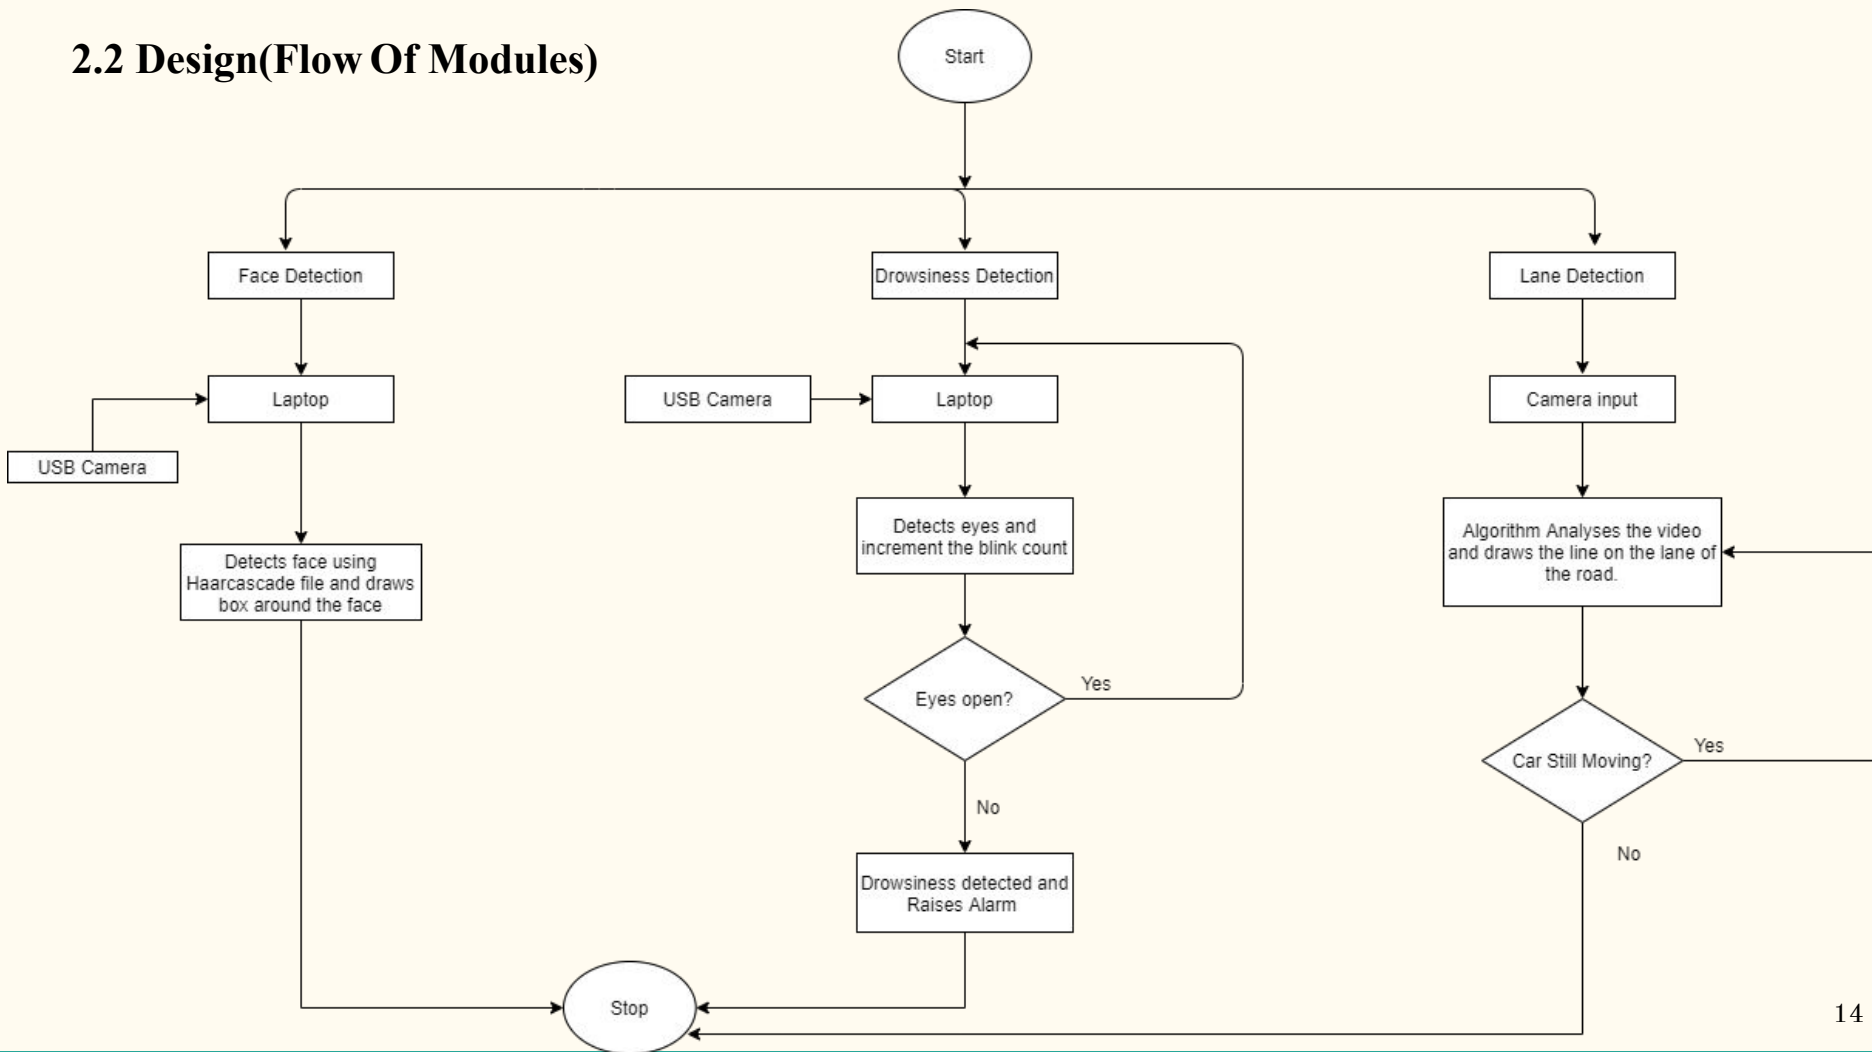 2.2 Design(Flow Of Modules)
Start
Face Detection
Drowsiness Detection
Lane Detection
Laptop
USB Camera
Laptop
Camera input
USB Camera
Detects eyes and
increment the blink count
Algorithm Analyses the video
and draws the line on the lane of
the road.
Detects face using
Haarcascade file and draws
box around the face
Eyes open?
Yes
Car Still Moving?
Yes
No
No
Drowsiness detected and
Raises Alarm
Stop
14